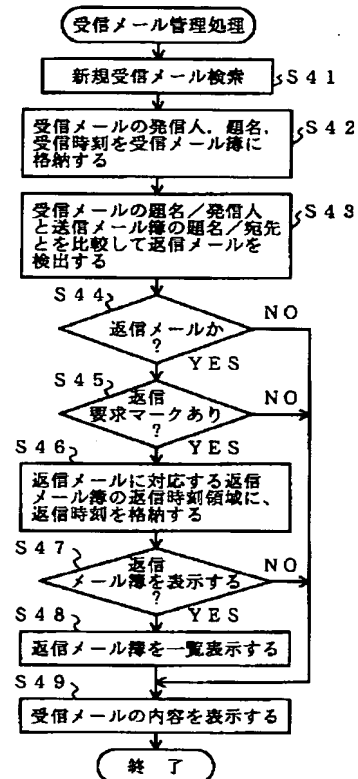 受信メール管理処理
新規受信メール検索
S41
受信メールの発信人．題名．
受信時刻を受信メール簿に
格納する
S42
受信メールの題名／発信人
と送信メール簿の題名／宛先
とを比較して返信メールを
検出する
S43
S44
返信メールか
?
NO
YES
S45
返信
要求マークあり
?
NO
YES
S46
返信メールに対応する返信
メール簿の返信時刻領域に、
返信時刻を格納する
S47
返信
メール簿を表示する
?
NO
YES
S48
返信メール簿を一覧表示する
S49
受信メールの内容を表示する
終了